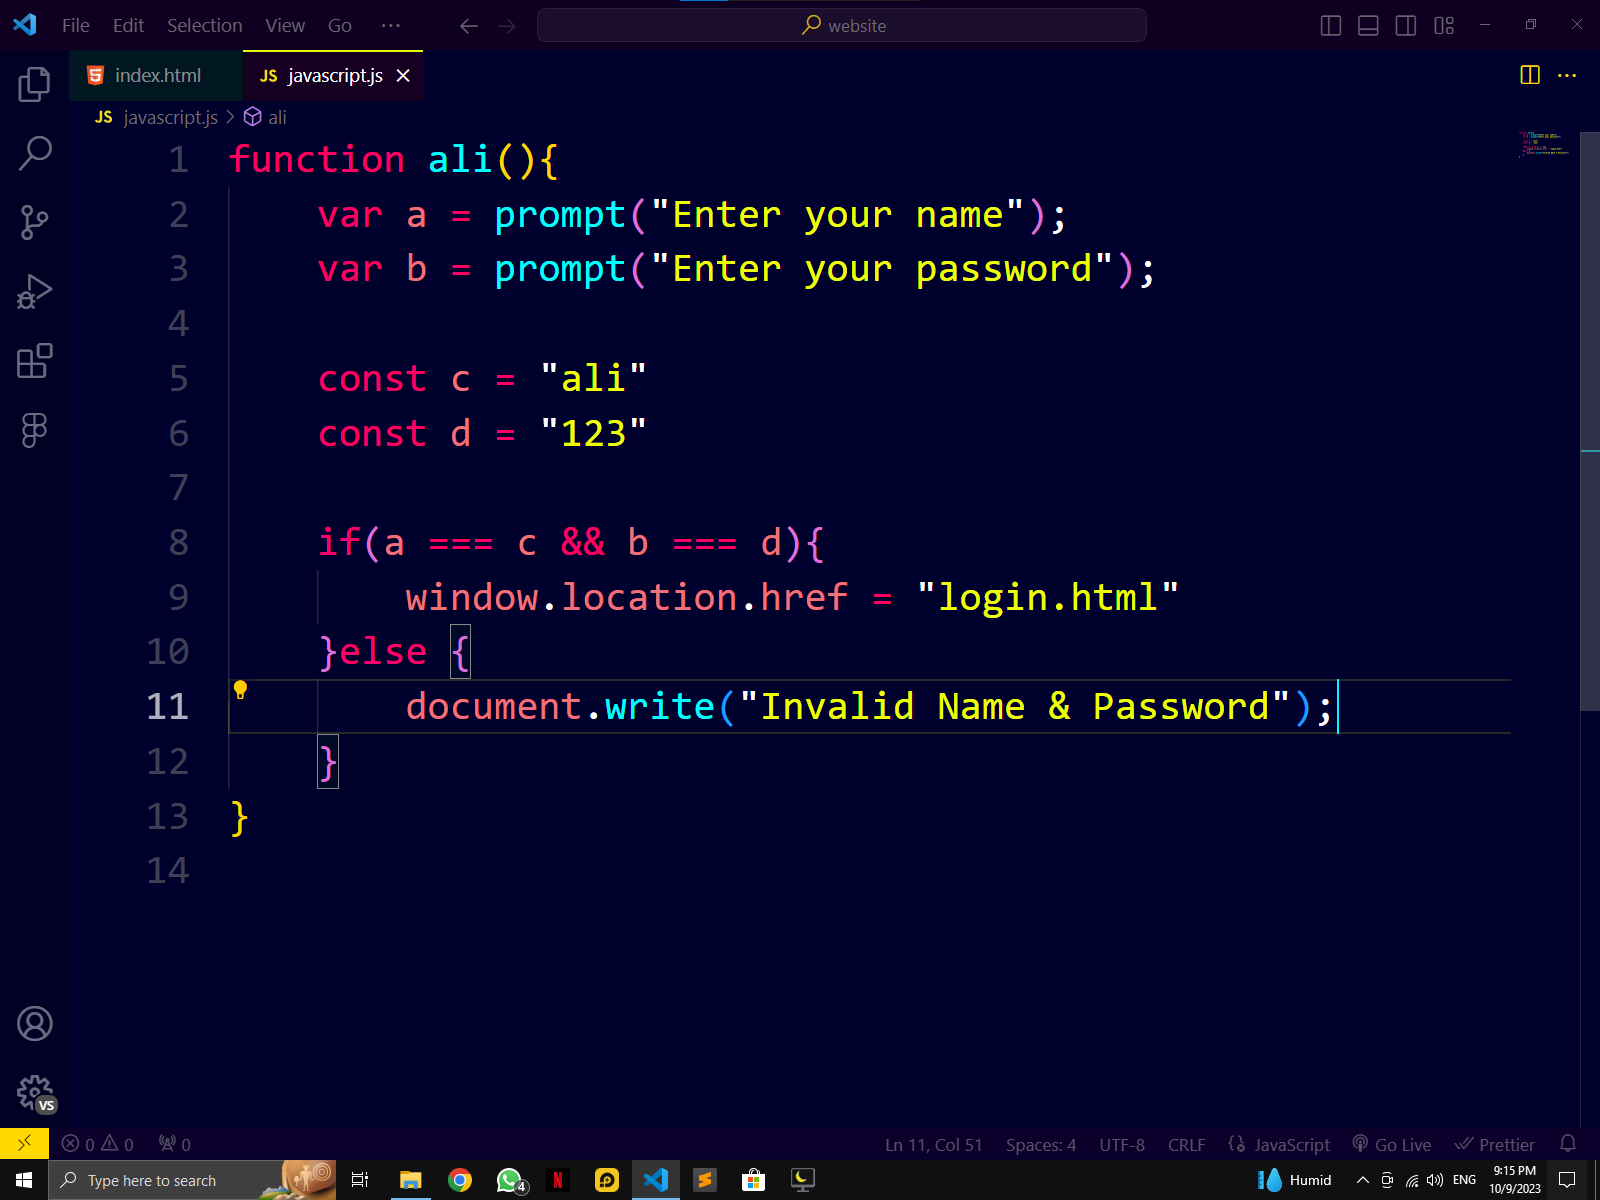 File Edit Selection View Go ··· website
index.html JS javascript.js
JS javascript.js > ali
1 function ali(){
2 var a = prompt("Enter your name");
3 var b = prompt("Enter your password");
4
5 const c = "ali"
6 const d = "123"
7
8 if(a === c && b === d){
9 window.location.href = "login.html"
10 }else {
11 document.write("Invalid Name & Password");
12 }
13 }
14
VS
0 0 0 Ln 11, Col 51 Spaces: 4 UTF-8 CRLF JavaScript Go Live Prettier
Type here to search 4 N Humid ENG 9:15 PM
10/9/2023